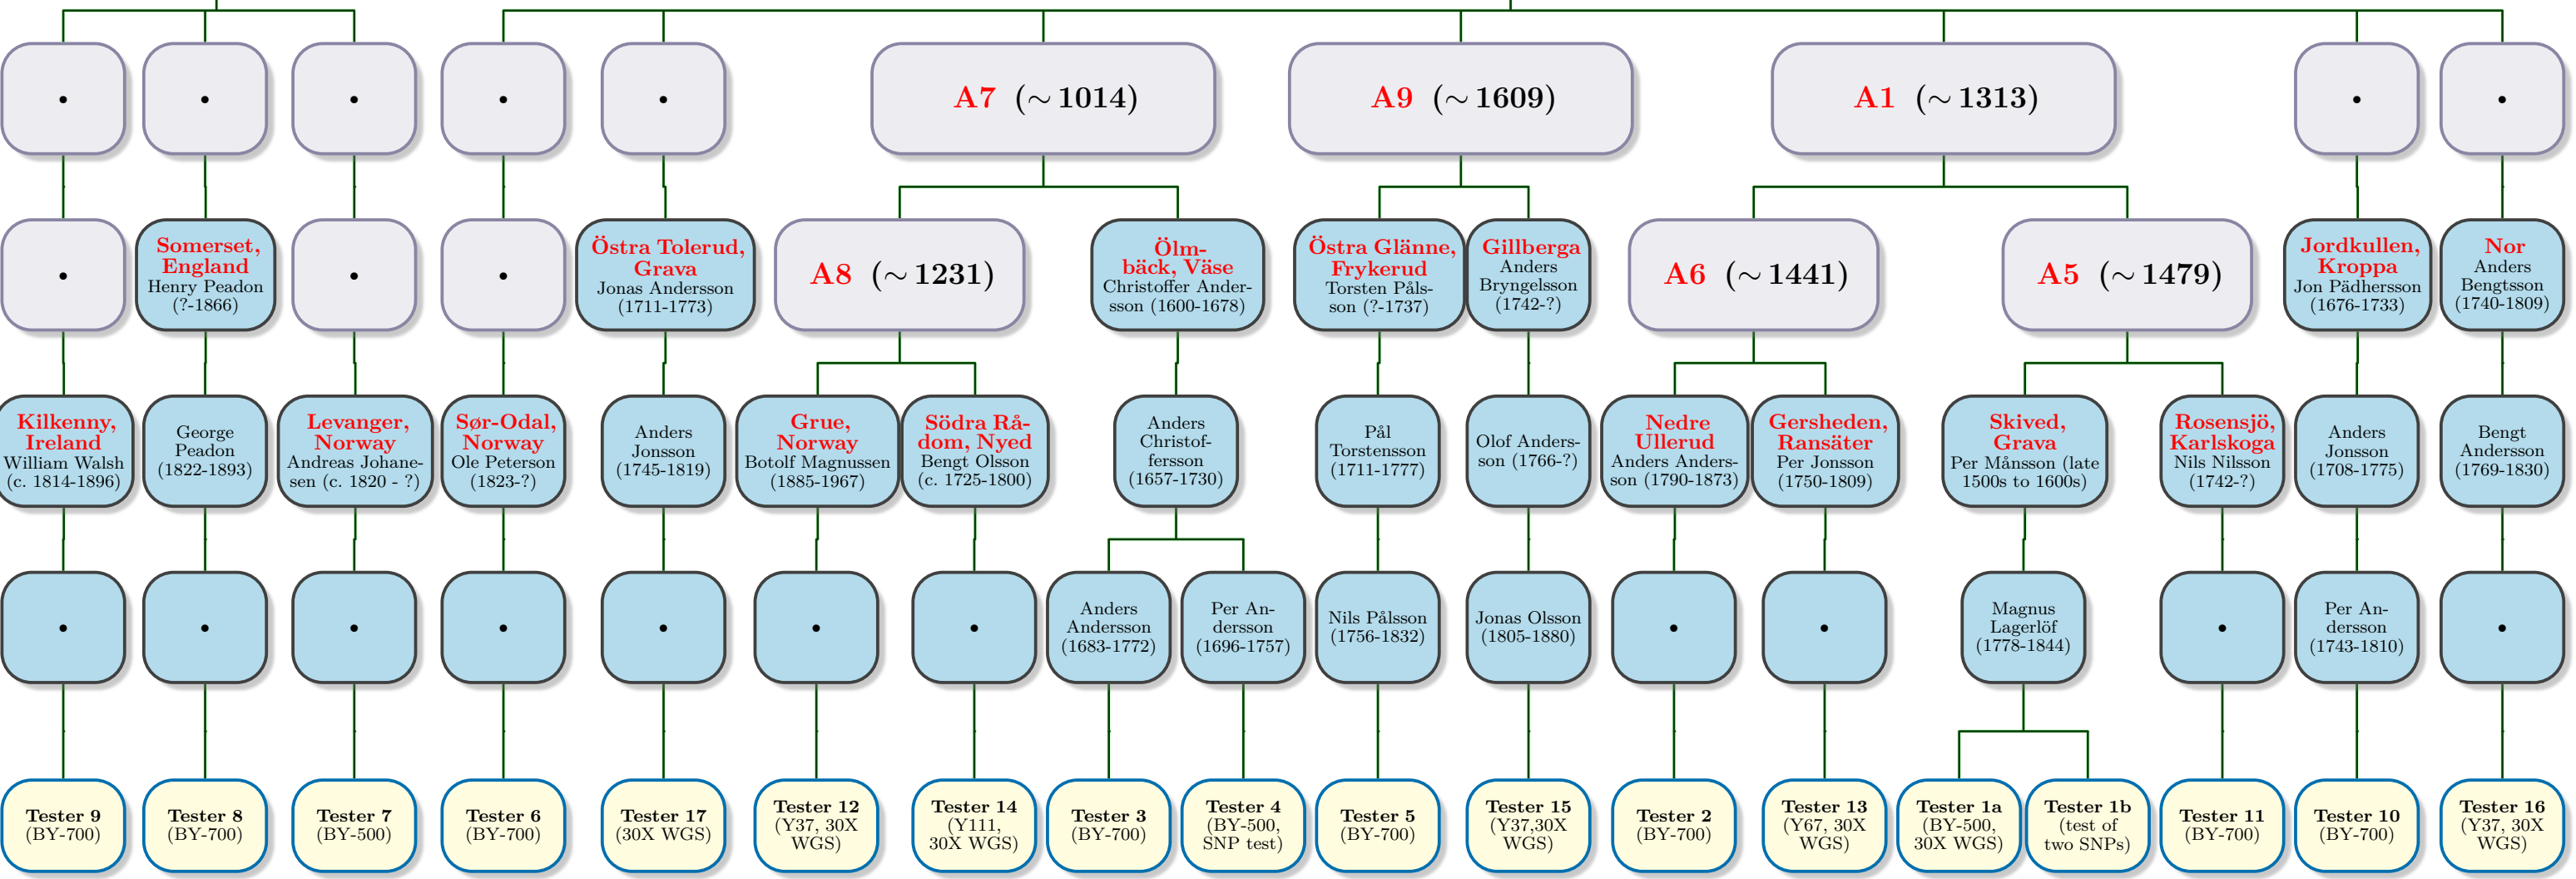 A7 (∼ 1014)
A9 (∼ 1609)
A1 (∼ 1313)
Somerset,
England
Henry Peadon
(?-1866)
Östra Tolerud,
Grava
Jonas Andersson
(1711-1773)
A8 (∼ 1231)
Ölm-
bäck, Väse
Christoffer Ander-
sson (1600-1678)
Östra Glänne,
Frykerud
Torsten Påls-
son (?-1737)
Gillberga
Anders
Bryngelsson
(1742-?)
A6 (∼ 1441)
A5 (∼ 1479)
Jordkullen,
Kroppa
Jon Pädhersson
(1676-1733)
Nor
Anders
Bengtsson
(1740-1809)
Kilkenny,
Ireland
William Walsh
(c. 1814-1896)
George
Peadon
(1822-1893)
Levanger,
Norway
Andreas Johane-
sen (c. 1820 - ?)
Sør-Odal,
Norway
Ole Peterson
(1823-?)
Anders
Jonsson
(1745-1819)
Grue,
Norway
Botolf Magnussen
(1885-1967)
Södra Rå-
dom, Nyed
Bengt Olsson
(c. 1725-1800)
Anders
Christof-
fersson
(1657-1730)
Pål
Torstensson
(1711-1777)
Olof Anders-
son (1766-?)
Nedre
Ullerud
Anders Anders-
son (1790-1873)
Gersheden,
Ransäter
Per Jonsson
(1750-1809)
Skived,
Grava
Per Månsson (late
1500s to 1600s)
Rosensjö,
Karlskoga
Nils Nilsson
(1742-?)
Anders
Jonsson
(1708-1775)
Bengt
Andersson
(1769-1830)
Anders
Andersson
(1683-1772)
Per An-
dersson
(1696-1757)
Nils Pålsson
(1756-1832)
Jonas Olsson
(1805-1880)
Magnus
Lagerlöf
(1778-1844)
Per An-
dersson
(1743-1810)
Tester 9
(BY-700)
Tester 8
(BY-700)
Tester 7
(BY-500)
Tester 6
(BY-700)
Tester 17
(30X WGS)
Tester 12
(Y37, 30X
WGS)
Tester 14
(Y111,
30X WGS)
Tester 3
(BY-700)
Tester 4
(BY-500,
SNP test)
Tester 5
(BY-700)
Tester 15
(Y37,30X
WGS)
Tester 2
(BY-700)
Tester 13
(Y67, 30X
WGS)
Tester 1a
(BY-500,
30X WGS)
Tester 1b
(test of
two SNPs)
Tester 11
(BY-700)
Tester 10
(BY-700)
Tester 16
(Y37, 30X
WGS)